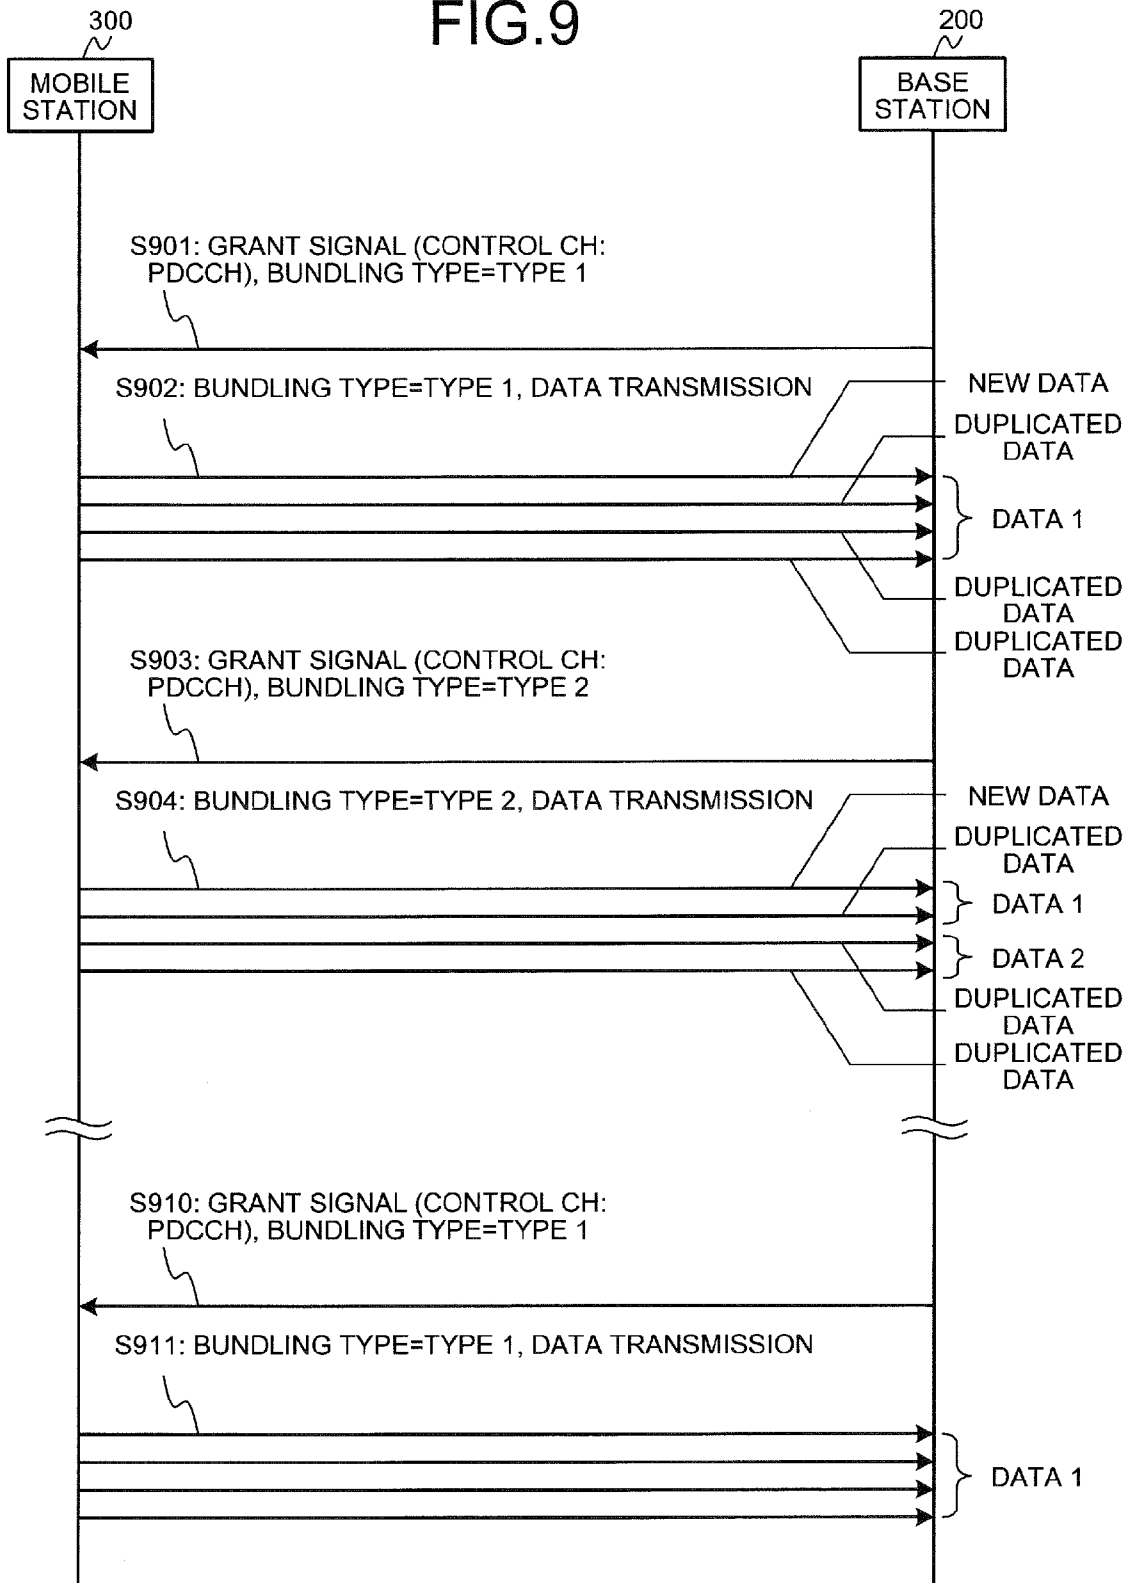 FIG.9
300
200
MOBILE
STATION
BASE
STATION
S901: GRANT SIGNAL (CONTROL CH:
PDCCH), BUNDLING TYPE=TYPE 1
S902: BUNDLING TYPE=TYPE 1, DATA TRANSMISSION
NEW DATA
DUPLICATED
DATA
DATA 1
DUPLICATED
DATA
DUPLICATED
DATA
S903: GRANT SIGNAL (CONTROL CH:
PDCCH), BUNDLING TYPE=TYPE 2
S904: BUNDLING TYPE=TYPE 2, DATA TRANSMISSION
NEW DATA
DUPLICATED
DATA
DATA 1
DATA 2
DUPLICATED
DATA
DUPLICATED
DATA
S910: GRANT SIGNAL (CONTROL CH:
PDCCH), BUNDLING TYPE=TYPE 1
S911: BUNDLING TYPE=TYPE 1, DATA TRANSMISSION
DATA 1